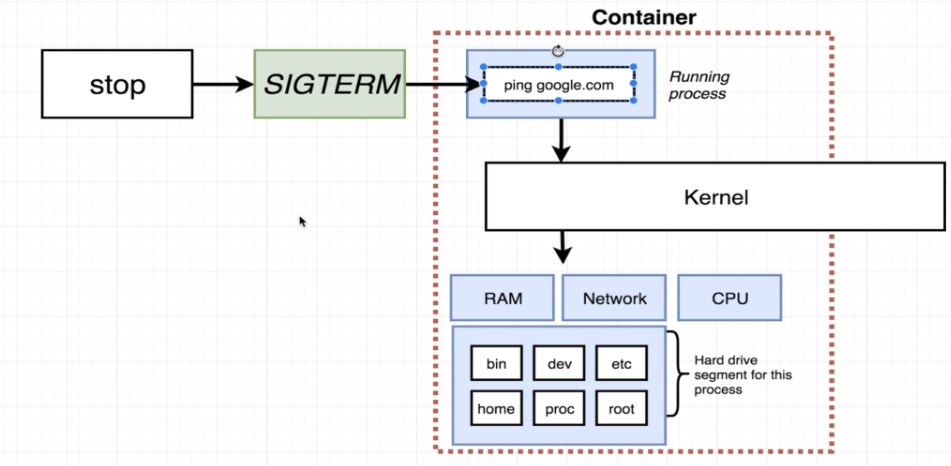 Container
stop
SIGTERM
ping google.com
Running
process
Kernel
RAM
Network
CPU
bin
dev
etc
home
proc
root
Hard drive
segment for this
process